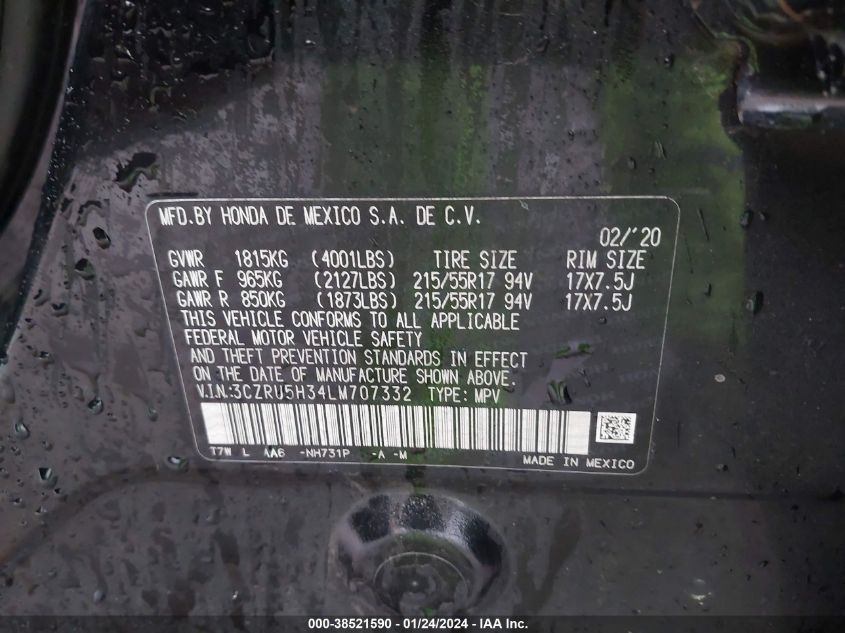 MFD.BY HONDA DE MEXICO S.A. DE C.V.
02/'20
GVWR 1815KG (4001LBS) TIRE SIZE RIM SIZE
GAWR F 965KG (2127LBS) 215/55R17 94V 17X7.5J
GAWR R 850KG (1873LBS) 215/55R17 94V 17X7.5J
THIS VEHICLE CONFORMS TO ALL APPLICABLE
FEDERAL MOTOR VEHICLE SAFETY
AND THEFT PREVENTION STANDARDS IN EFFECT
ON THE DATE OF MANUFACTURE SHOWN ABOVE.
V.I.N:3CZRU5H34LM707332 TYPE: MPV
T7W L AA6 -NH731P -A -M
MADE IN MEXICO
000-38521590 - 01/24/2024 - IAA Inc.